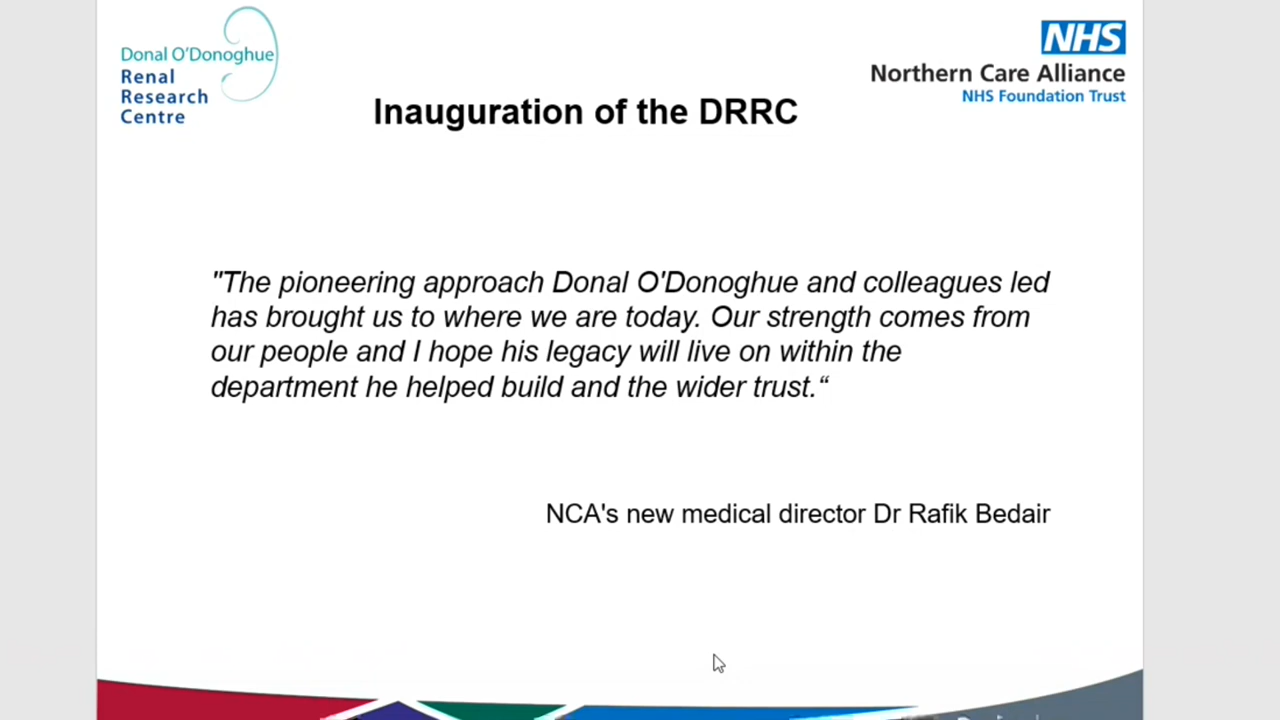 Donal O'Donoghue
Renal
Research
Centre
NHS
Northern Care Alliance
NHS Foundation Trust
Inauguration of the DRRC
"The pioneering approach Donal O'Donoghue and colleagues led
has brought us to where we are today. Our strength comes from
our people and I hope his legacy will live on within the
department he helped build and the wider trust.“
NCA's new medical director Dr Rafik Bedair